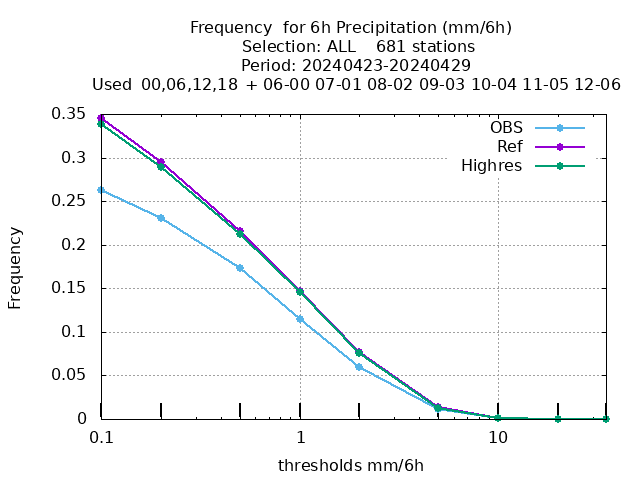 Frequency  for 6h Precipitation (mm/6h)
Selection: ALL    681 stations
Period: 20240423-20240429
Used  00,06,12,18  + 06-00 07-01 08-02 09-03 10-04 11-05 12-06
0.35
0.3
0.25
0.2
0.15
0.1
0.05
0
Frequency
OBS
Ref
Highres
0.1
1
10
thresholds mm/6h